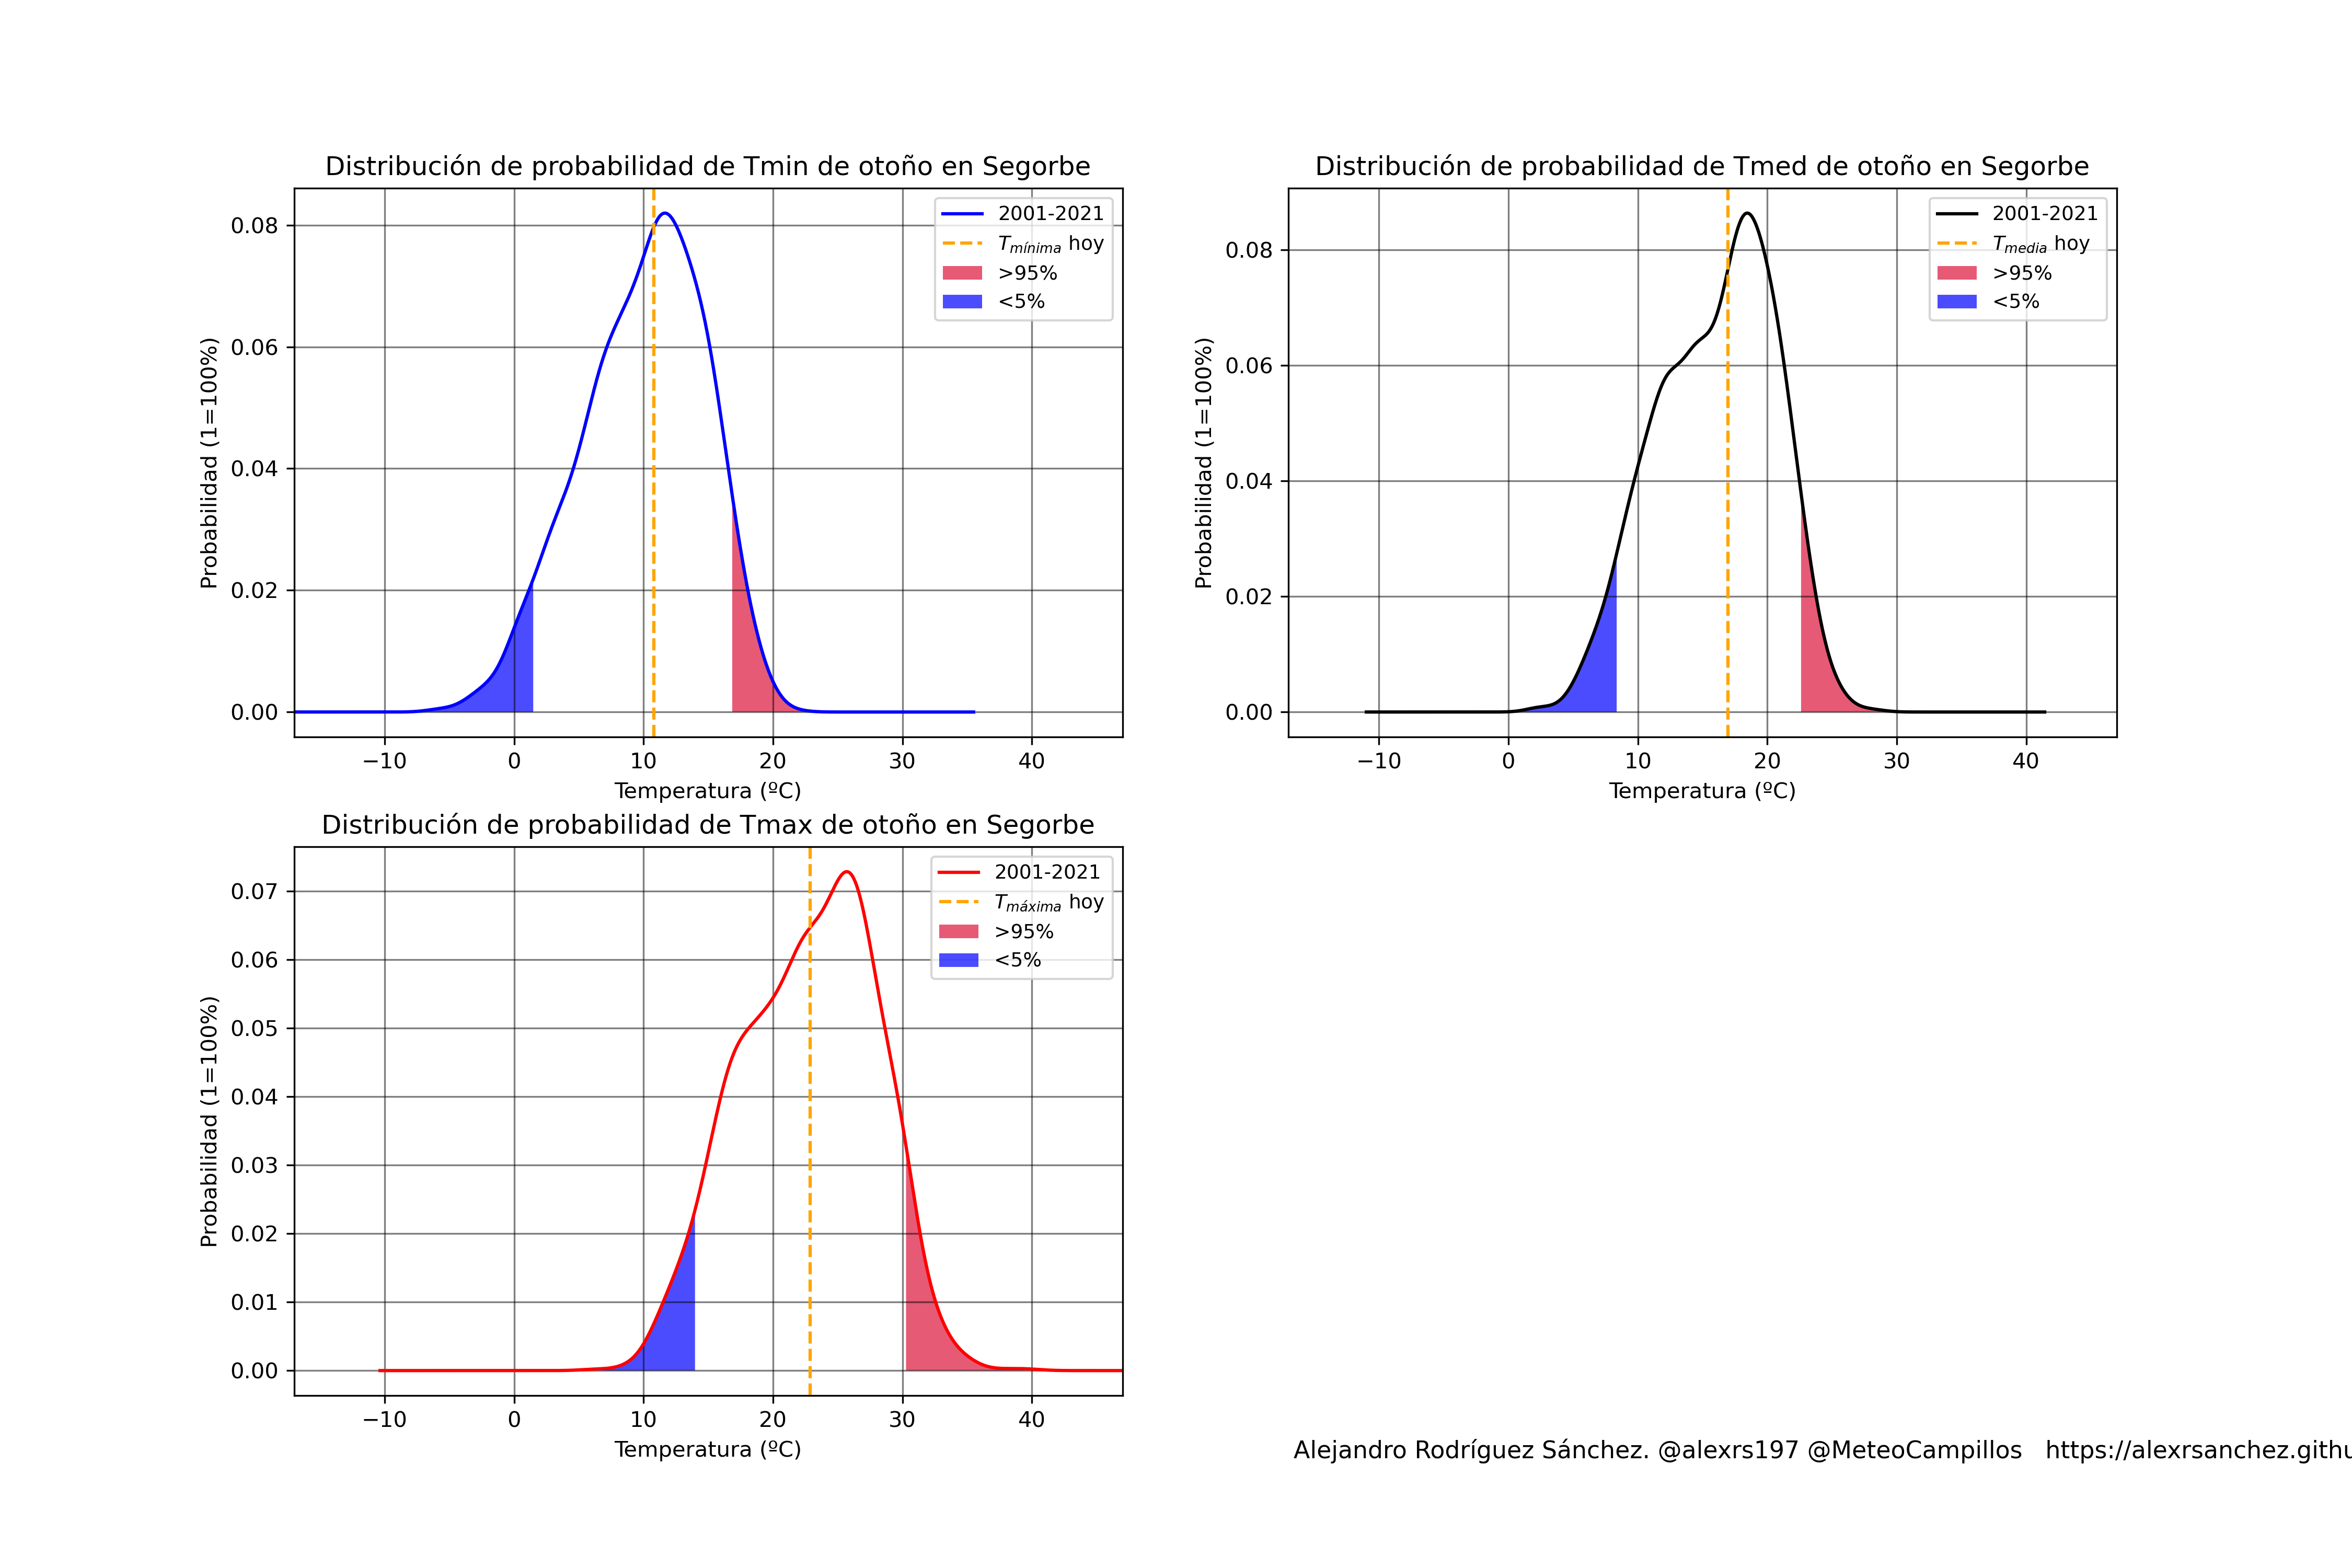 Distribución de probabilidad de Tmin de otoño en Segorbe
Probabilidad (1=100%)
0.08
0.06
0.04
0.02
0.00
−10 0 10 20 30 40
Temperatura (ºC)
2001-2021
Tmínima hoy
>95%
<5%
Distribución de probabilidad de Tmed de otoño en Segorbe
Probabilidad (1=100%)
0.08
0.06
0.04
0.02
0.00
−10 0 10 20 30 40
Temperatura (ºC)
2001-2021
Tmedia hoy
>95%
<5%
Distribución de probabilidad de Tmax de otoño en Segorbe
Probabilidad (1=100%)
0.07
0.06
0.05
0.04
0.03
0.02
0.01
0.00
−10 0 10 20 30 40
Temperatura (ºC)
2001-2021
Tmáxima hoy
>95%
<5%
Alejandro Rodríguez Sánchez. @alexrs197 @MeteoCampillos https://alexrsanchez.githu